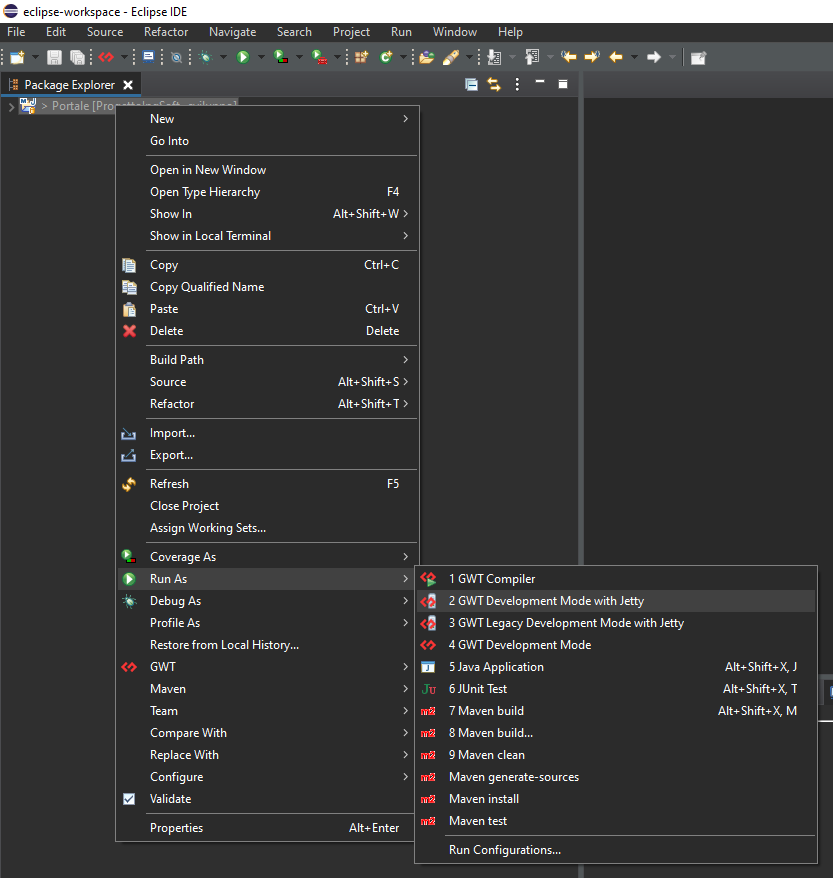 eclipse-workspace - Eclipse IDE
File Edit Source Refactor Navigate Search Project Run Window Help
Package Explorer
> Portale
New
Go Into
Open in New Window
Open Type Hierarchy F4
Show In Alt+Shift+W
Show in Local Terminal
Copy Ctrl+C
Copy Qualified Name
Paste Ctrl+V
Delete Delete
Build Path
Source Alt+Shift+S
Refactor Alt+Shift+T
Import...
Export...
Refresh F5
Close Project
Assign Working Sets...
Coverage As
Run As
Debug As
Profile As
Restore from Local History...
GWT
Maven
Team
Compare With
Replace With
Configure
Validate
Properties Alt+Enter
1 GWT Compiler
2 GWT Development Mode with Jetty
3 GWT Legacy Development Mode with Jetty
4 GWT Development Mode
5 Java Application Alt+Shift+X, J
6 JUnit Test Alt+Shift+X, T
7 Maven build Alt+Shift+X, M
8 Maven build...
9 Maven clean
Maven generate-sources
Maven install
Maven test
Run Configurations...